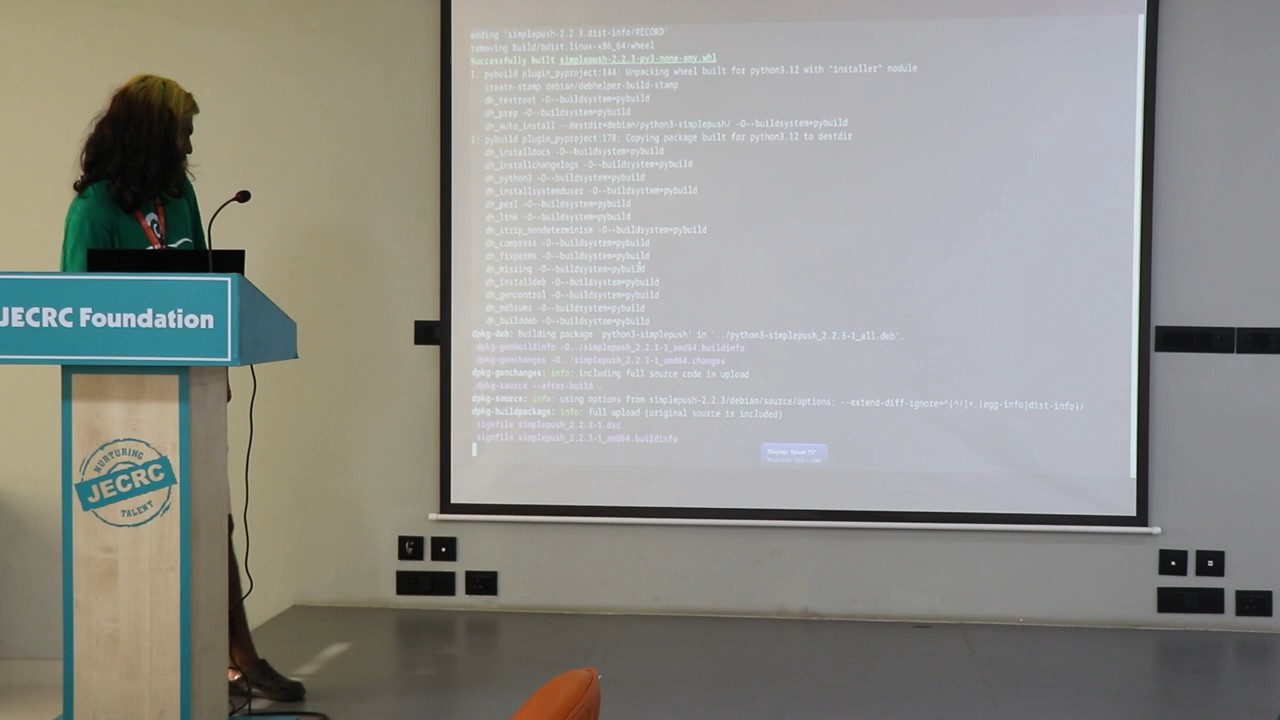 adding 'simplepush-2.2.3.dist-info/RECORD'
removing build/bdist.linux-x86_64/wheel
Successfully built simplepush-2.2.3-py3-none-any.whl
I: pybuild plugin_pyproject:144: Unpacking wheel built for python3.12 with "installer" module
create-stamp debian/debhelper-build-stamp
dh_testroot -O--buildsystem=pybuild
dh_prep -O--buildsystem=pybuild
dh_auto_install --destdir=debian/python3-simplepush/ -O--buildsystem=pybuild
I: pybuild plugin_pyproject:178: Copying package built for python3.12 to destdir
dh_installdocs -O--buildsystem=pybuild
dh_installchangelogs -O--buildsystem=pybuild
dh_python3 -O--buildsystem=pybuild
dh_installsystemduser -O--buildsystem=pybuild
dh_perl -O--buildsystem=pybuild
dh_link -O--buildsystem=pybuild
dh_strip_nondeterminism -O--buildsystem=pybuild
dh_compress -O--buildsystem=pybuild
dh_fixperms -O--buildsystem=pybuild
dh_missing -O--buildsystem=pybuild
dh_installdeb -O--buildsystem=pybuild
dh_gencontrol -O--buildsystem=pybuild
dh_md5sums -O--buildsystem=pybuild
dh_builddeb -O--buildsystem=pybuild
dpkg-deb: building package 'python3-simplepush' in '../python3-simplepush_2.2.3-1_all.deb'.
dpkg-genbuildinfo -O../simplepush_2.2.3-1_amd64.buildinfo
dpkg-genchanges -O../simplepush_2.2.3-1_amd64.changes
dpkg-genchanges: info: including full source code in upload
dpkg-source --after-build .
dpkg-source: info: using options from simplepush-2.2.3/debian/source/options: --extend-diff-ignore=^[^/]+.(egg-info|dist-info)/
dpkg-buildpackage: info: full upload (original source is included)
signfile simplepush_2.2.3-1.dsc
signfile simplepush_2.2.3-1_amd64.buildinfo
JECRC Foundation
NURTURING
JECRC
TALENT